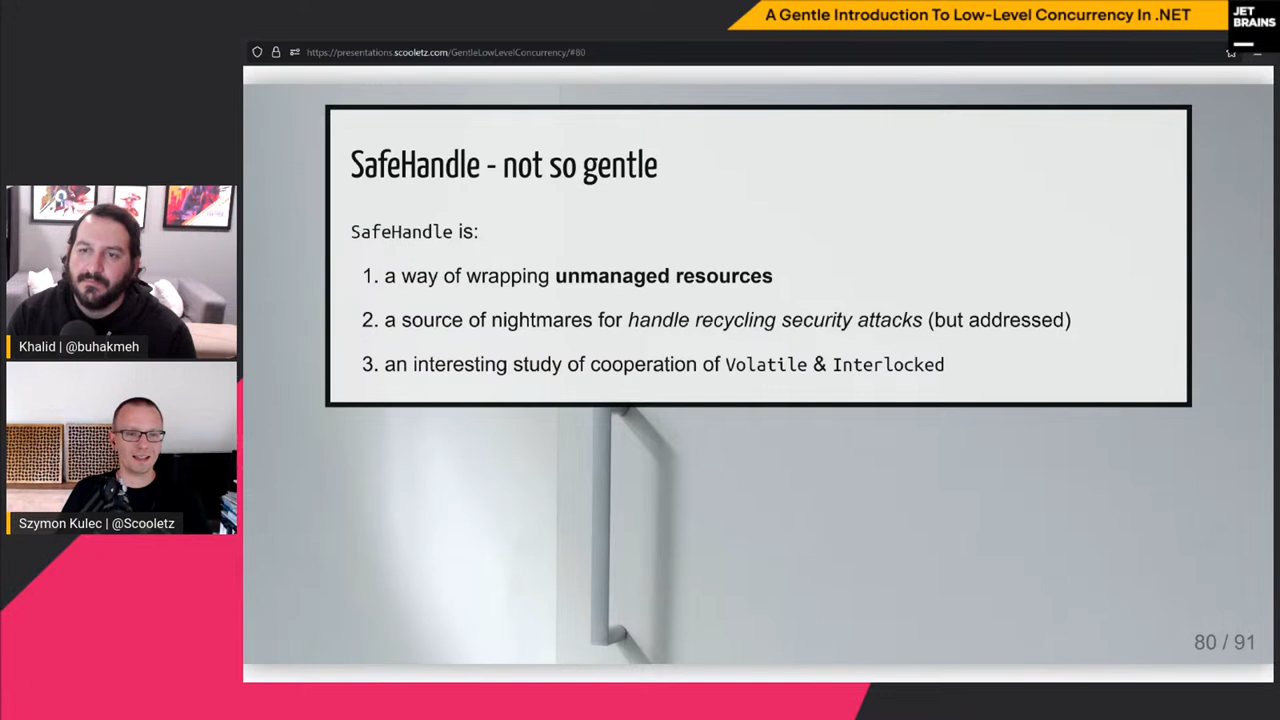 A Gentle Introduction To Low-Level Concurrency In .NET
JET
BRAINS
https://presentations.scooletz.com/GentleLowLevelConcurrency/#80
SafeHandle - not so gentle
SafeHandle is:
1. a way of wrapping unmanaged resources
2. a source of nightmares for handle recycling security attacks (but addressed)
3. an interesting study of cooperation of Volatile & Interlocked
Khalid | @buhakmeh
Szymon Kulec | @Scooletz
80 / 91